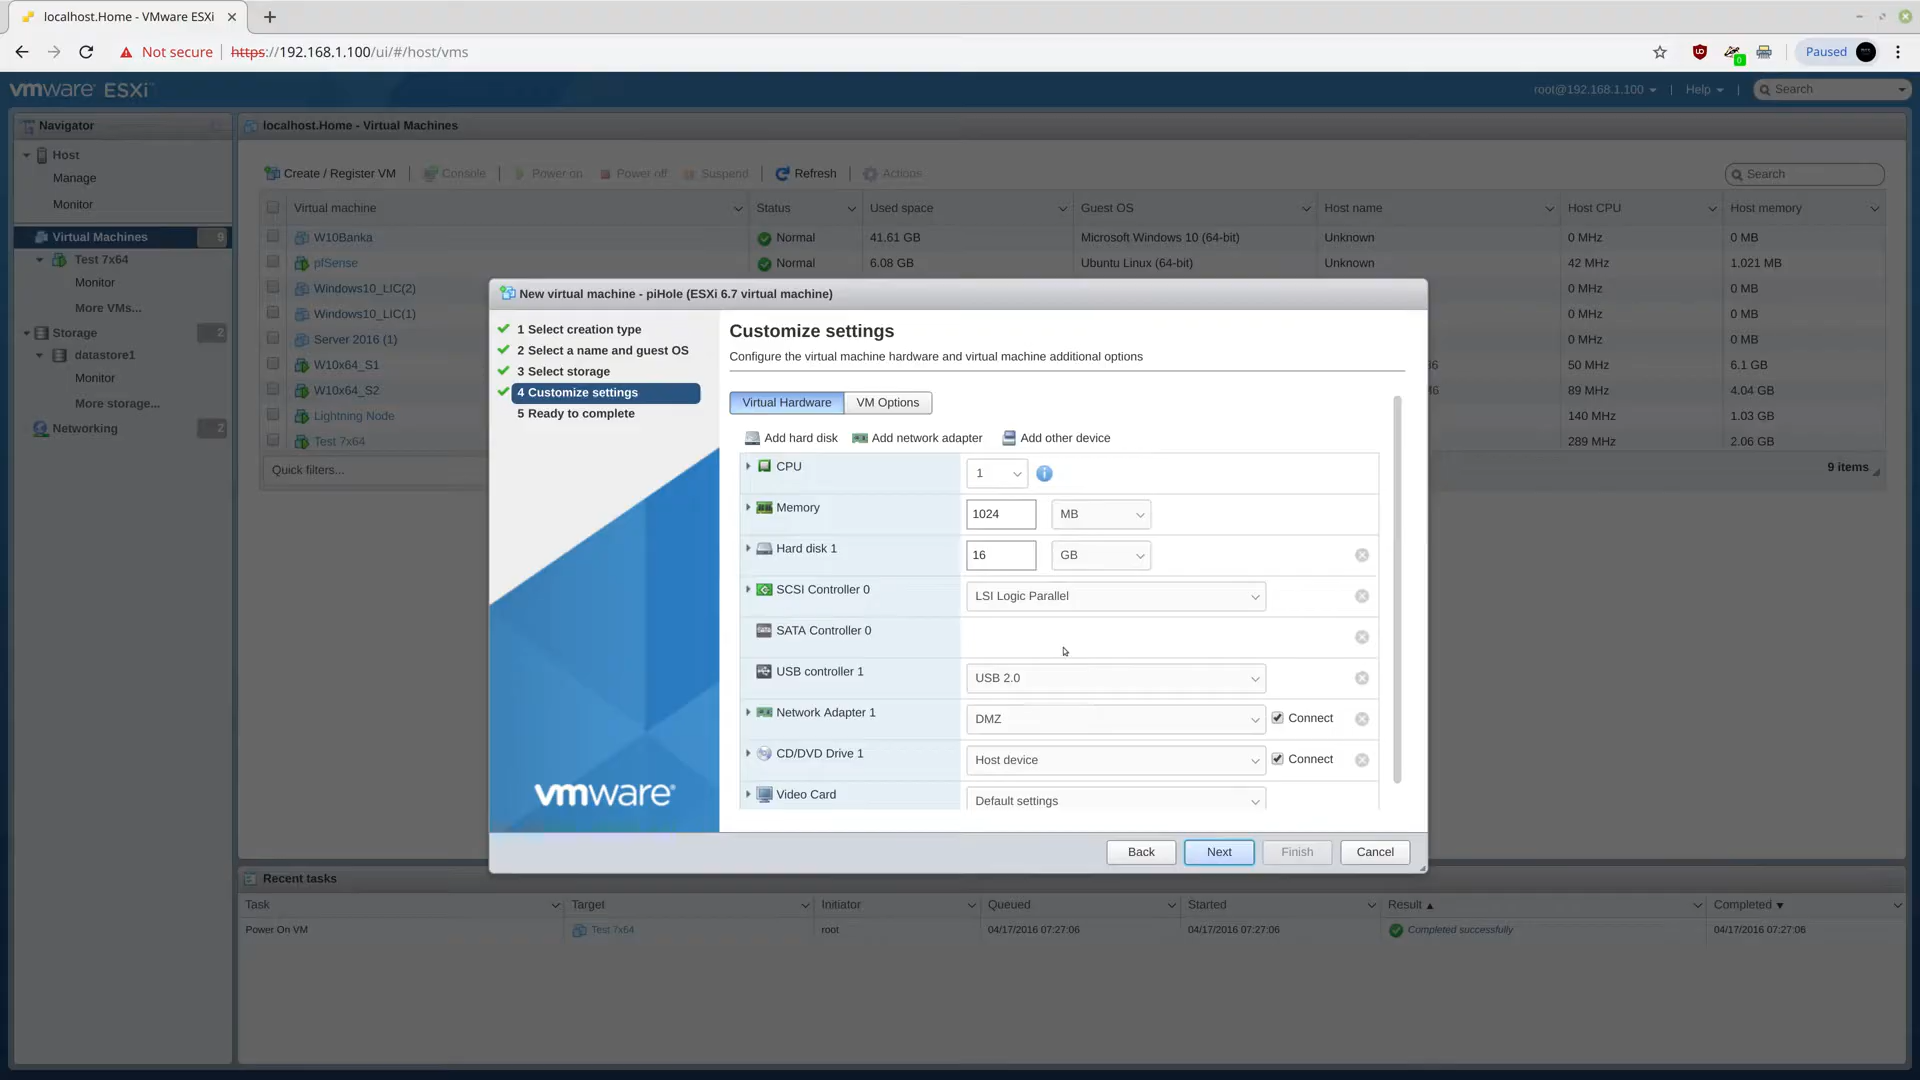 localhost.Home - VMware ESXi
Not secure
https://192.168.1.100/ui/#/host/vms
Paused
vmware ESXi
root@192.168.1.100
Help
Search
Navigator
Host
Manage
Monitor
Virtual Machines 9
Test 7x64
Monitor
More VMs...
Storage 2
datastore1
Monitor
More storage...
Networking 2
localhost.Home - Virtual Machines
Create / Register VM
Console
Power on
Power off
Suspend
Refresh
Actions
Search
Virtual machine Status Used space Guest OS Host name Host CPU Host memory
W10Banka Normal 41.61 GB Microsoft Windows 10 (64-bit) Unknown 0 MHz 0 MB
pfSense Normal 6.08 GB Ubuntu Linux (64-bit) Unknown 42 MHz 1,021 MB
Windows10_LIC(2) 0 MHz 0 MB
Windows10_LIC(1) 0 MHz 0 MB
Server 2016 (1) 0 MHz 0 MB
W10x64_S1 50 MHz 6.1 GB
W10x64_S2 89 MHz 4.04 GB
Lightning Node 140 MHz 1.03 GB
Test 7x64 289 MHz 2.06 GB
Quick filters...
9 items
New virtual machine - piHole (ESXi 6.7 virtual machine)
1 Select creation type
2 Select a name and guest OS
3 Select storage
4 Customize settings
5 Ready to complete
vmware
Customize settings
Configure the virtual machine hardware and virtual machine additional options
Virtual Hardware
VM Options
Add hard disk
Add network adapter
Add other device
CPU 1
Memory 1024 MB
Hard disk 1 16 GB
SCSI Controller 0 LSI Logic Parallel
SATA Controller 0
USB controller 1 USB 2.0
Network Adapter 1 DMZ Connect
CD/DVD Drive 1 Host device Connect
Video Card Default settings
Back
Next
Finish
Cancel
Recent tasks
Task Target Initiator Queued Started Result Completed
Power On VM Test 7x64 root 04/17/2016 07:27:06 04/17/2016 07:27:06 Completed successfully 04/17/2016 07:27:06